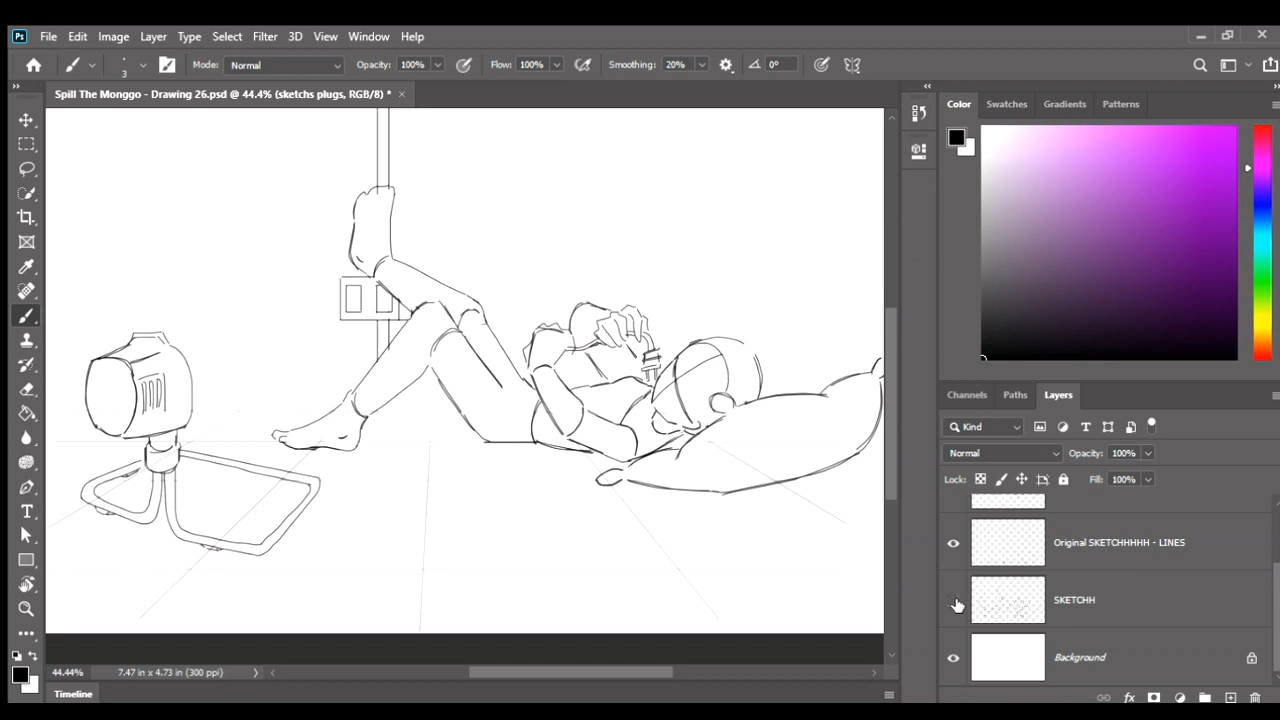 Ps File Edit Image Layer Type Select Filter 3D View Window Help
3 Mode: Normal Opacity: 100% Flow: 100% Smoothing: 20% 0°
Spill The Monggo - Drawing 26.psd @ 44.4% (sketchs plugs, RGB/8) *
Color Swatches Gradients Patterns
Channels Paths Layers
Kind
Normal Opacity: 100%
Lock: Fill: 100%
Original SKETCHHHHH - LINES
SKETCHH
Background
44.44% 7.47 in x 4.73 in (300 ppi)
Timeline